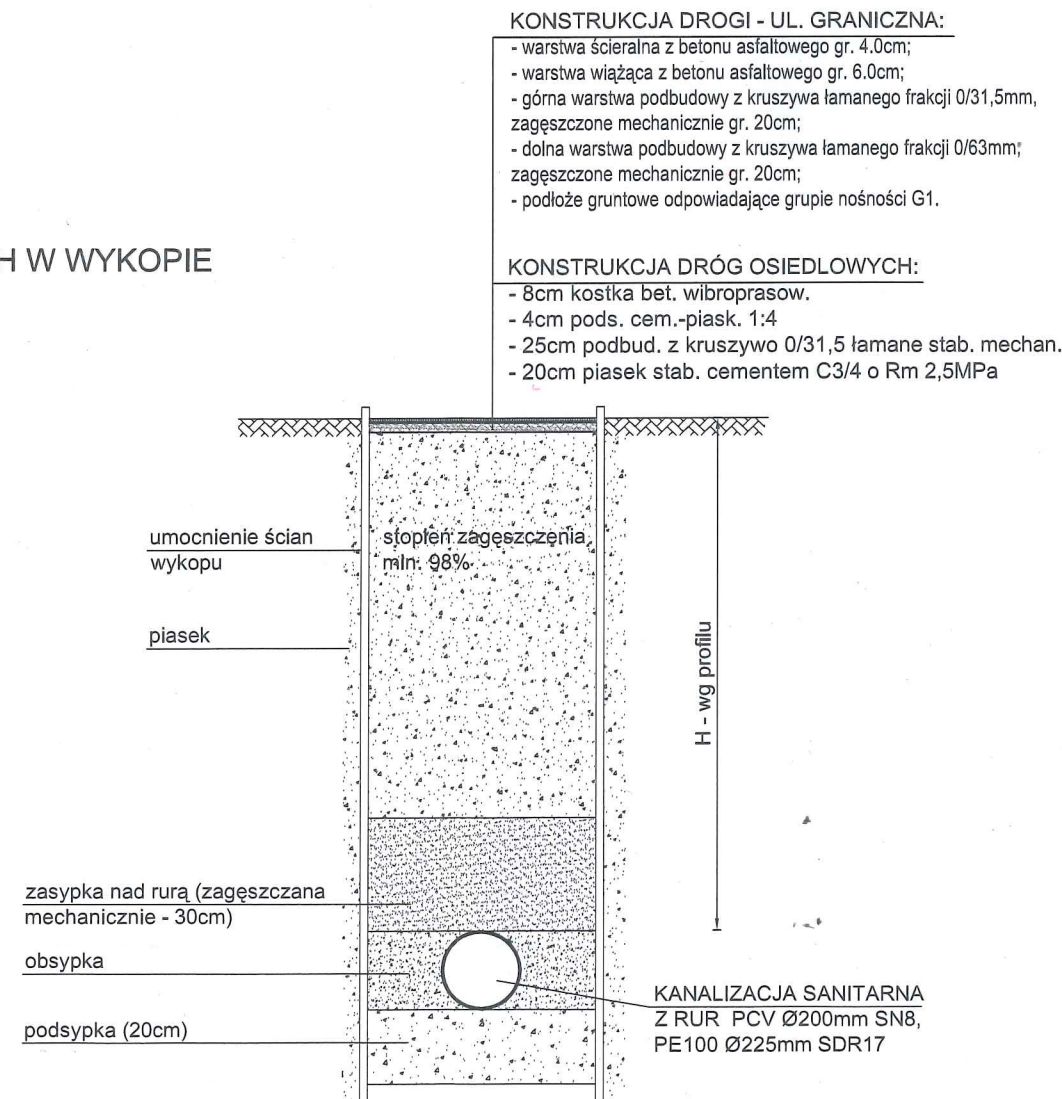 KONSTRUKCJA DROGI - UL. GRANICZNA:
- warstwa ścieralna z betonu asfaltowego gr. 4.0cm;
- warstwa wiążąca z betonu asfaltowego gr. 6.0cm;
- górna warstwa podbudowy z kruszywa łamanego frakcji 0/31,5mm,
zagęszczone mechanicznie gr. 20cm;
- dolna warstwa podbudowy z kruszywa łamanego frakcji 0/63mm;
zagęszczone mechanicznie gr. 20cm;
- podłoże gruntowe odpowiadające grupie nośności G1.
H W WYKOPIE
KONSTRUKCJA DRÓG OSIEDLOWYCH:
- 8cm kostka bet. wibroprasow.
- 4cm pods. cem.-piask. 1:4
- 25cm podbud. z kruszywo 0/31,5 łamane stab. mechan.
- 20cm piasek stab. cementem C3/4 o Rm 2,5MPa
umocnienie ścian
wykopu
stopień zagęszczenia
min. 98%
piasek
H - wg profilu
zasypka nad rurą (zagęszczana
mechanicznie - 30cm)
obsypka
podsypka (20cm)
KANALIZACJA SANITARNA
Z RUR PCV Ø200mm SN8,
PE100 Ø225mm SDR17